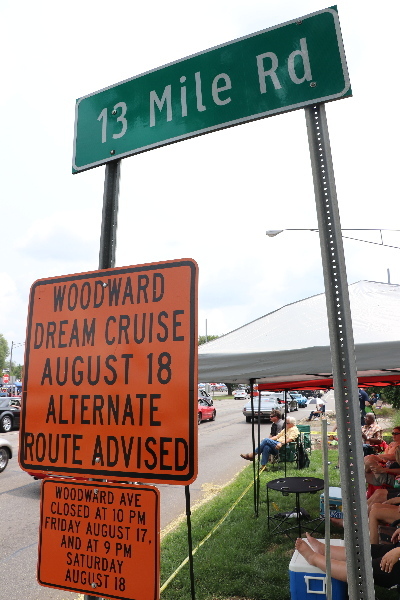 13 Mile Rd
WOODWARD
DREAM CRUISE
AUGUST 18
ALTERNATE
ROUTE ADVISED
WOODWARD AVE
CLOSED AT 10 PM
FRIDAY AUGUST 17,
AND AT 9 PM
SATURDAY
AUGUST 18